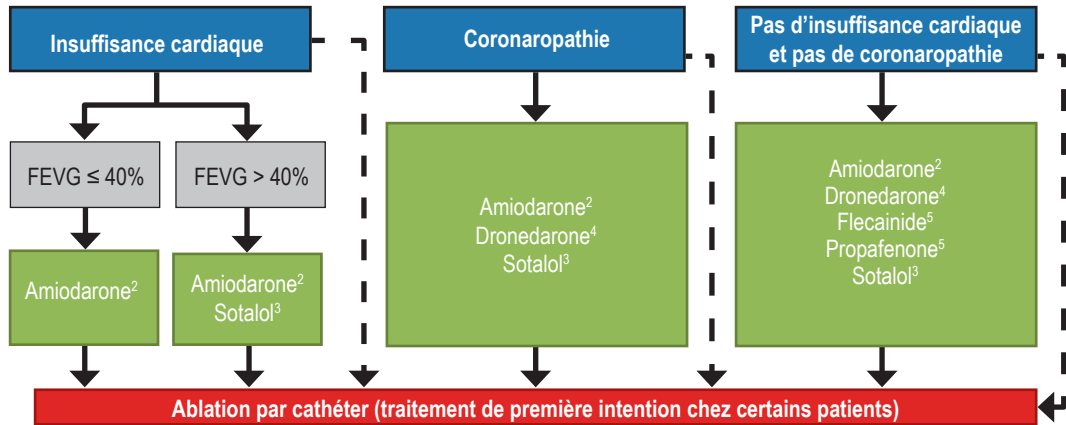 Insuffisance cardiaque
Coronaropathie
Pas d’insuffisance cardiaque
et pas de coronaropathie
FEVG ≤ 40%
FEVG > 40%
Amiodarone²
Amiodarone²
Sotalol³
Amiodarone²
Dronedarone⁴
Sotalol³
Amiodarone²
Dronedarone⁴
Flecainide⁵
Propafenone⁵
Sotalol³
Ablation par cathéter (traitement de première intention chez certains patients)